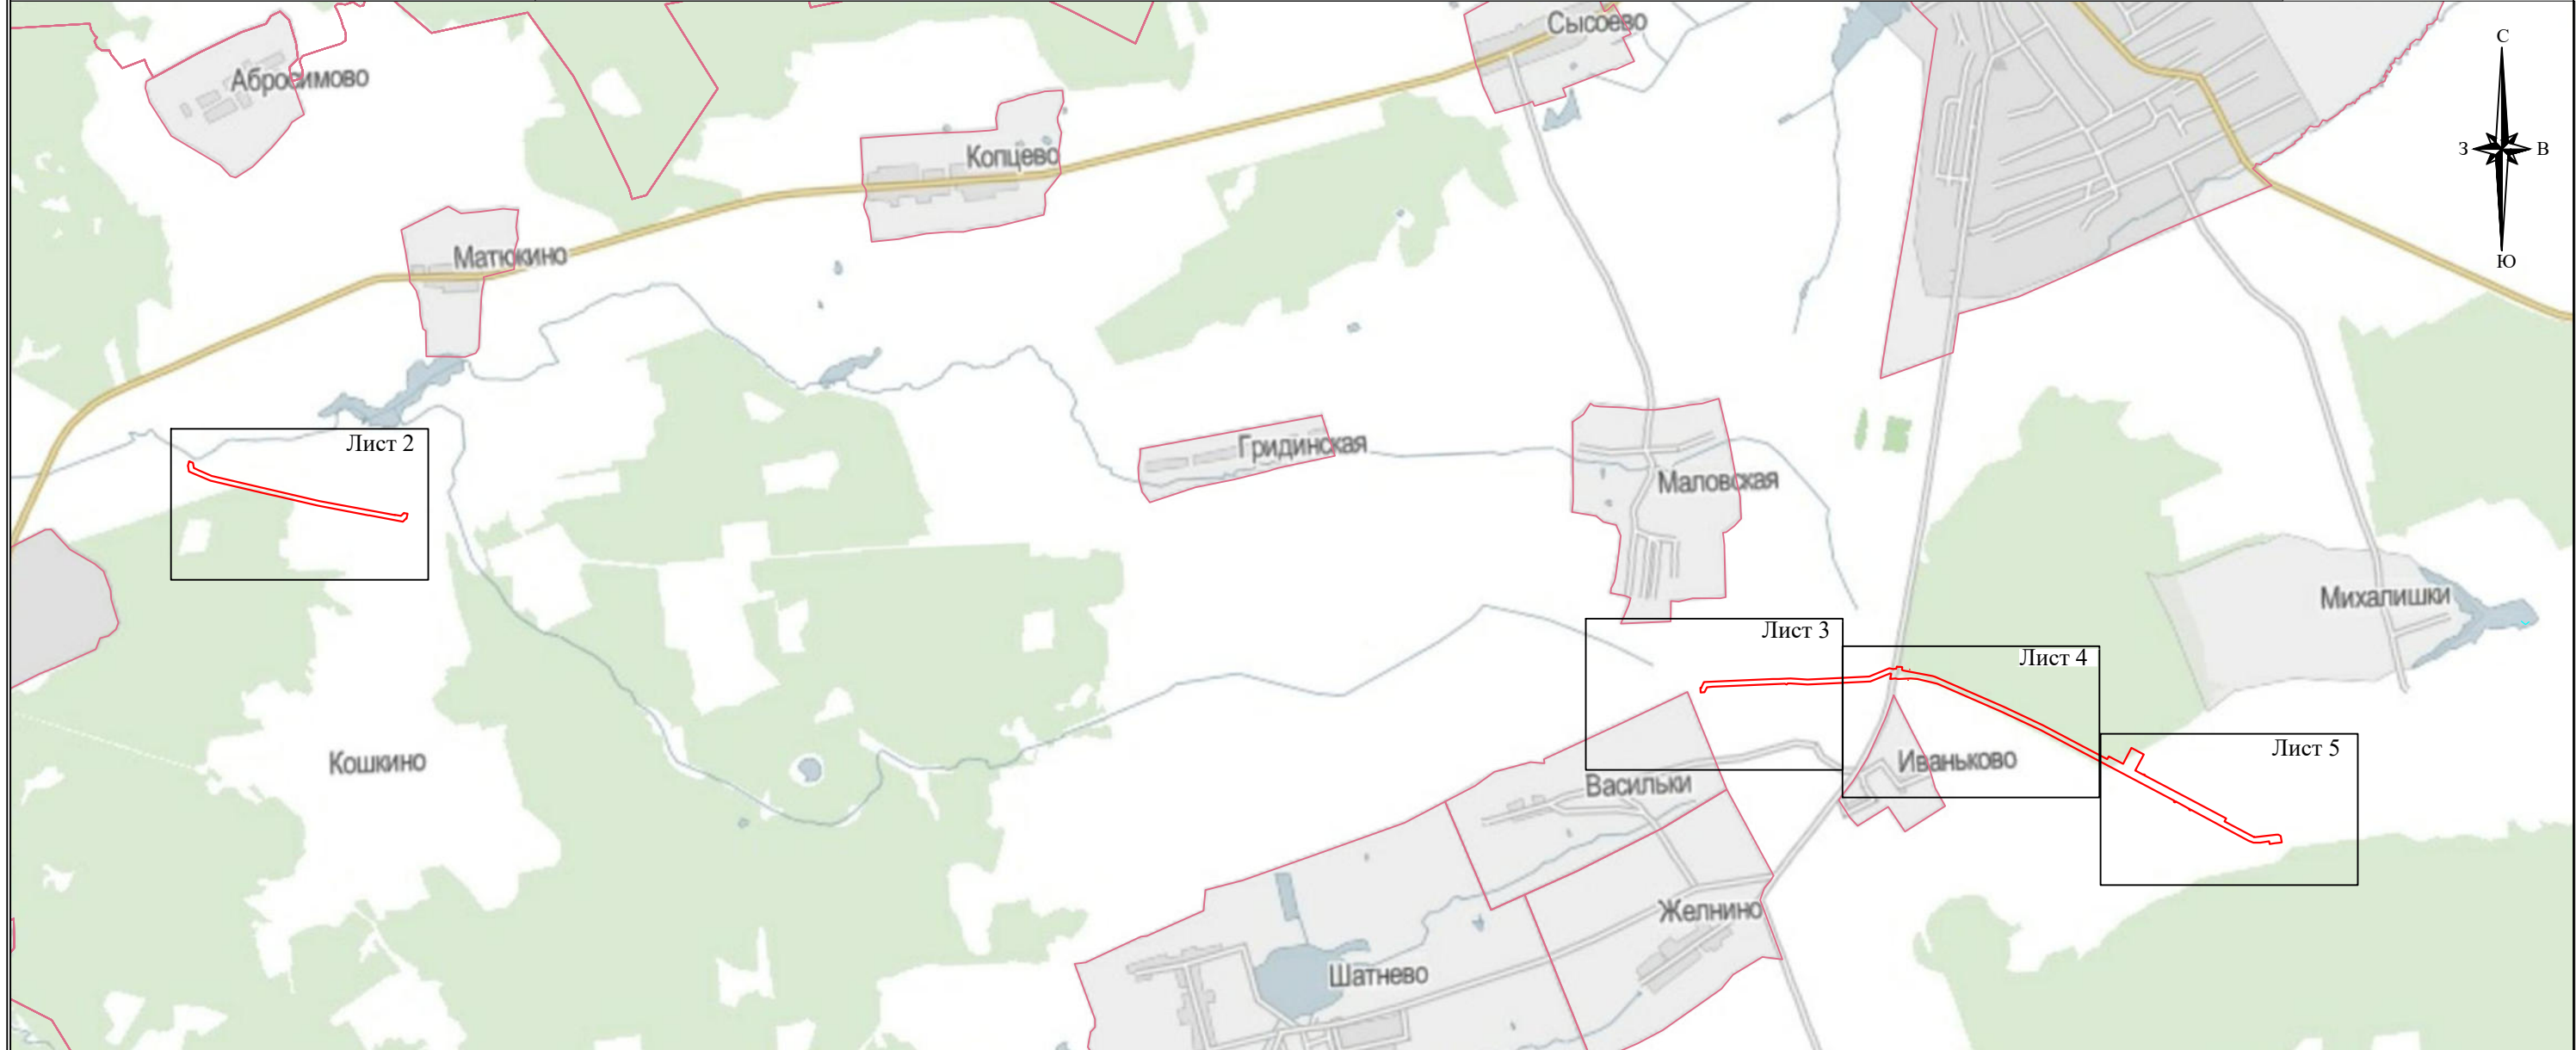 Сысоево
С
Абросимово
Копцево
З
В
Матюкино
Ю
Лист 2
Гридинская
Маловская
Михалишки
Лист 3
Лист 4
Кошкино
Иваньково
Лист 5
Васильки
Желнино
Шатнево